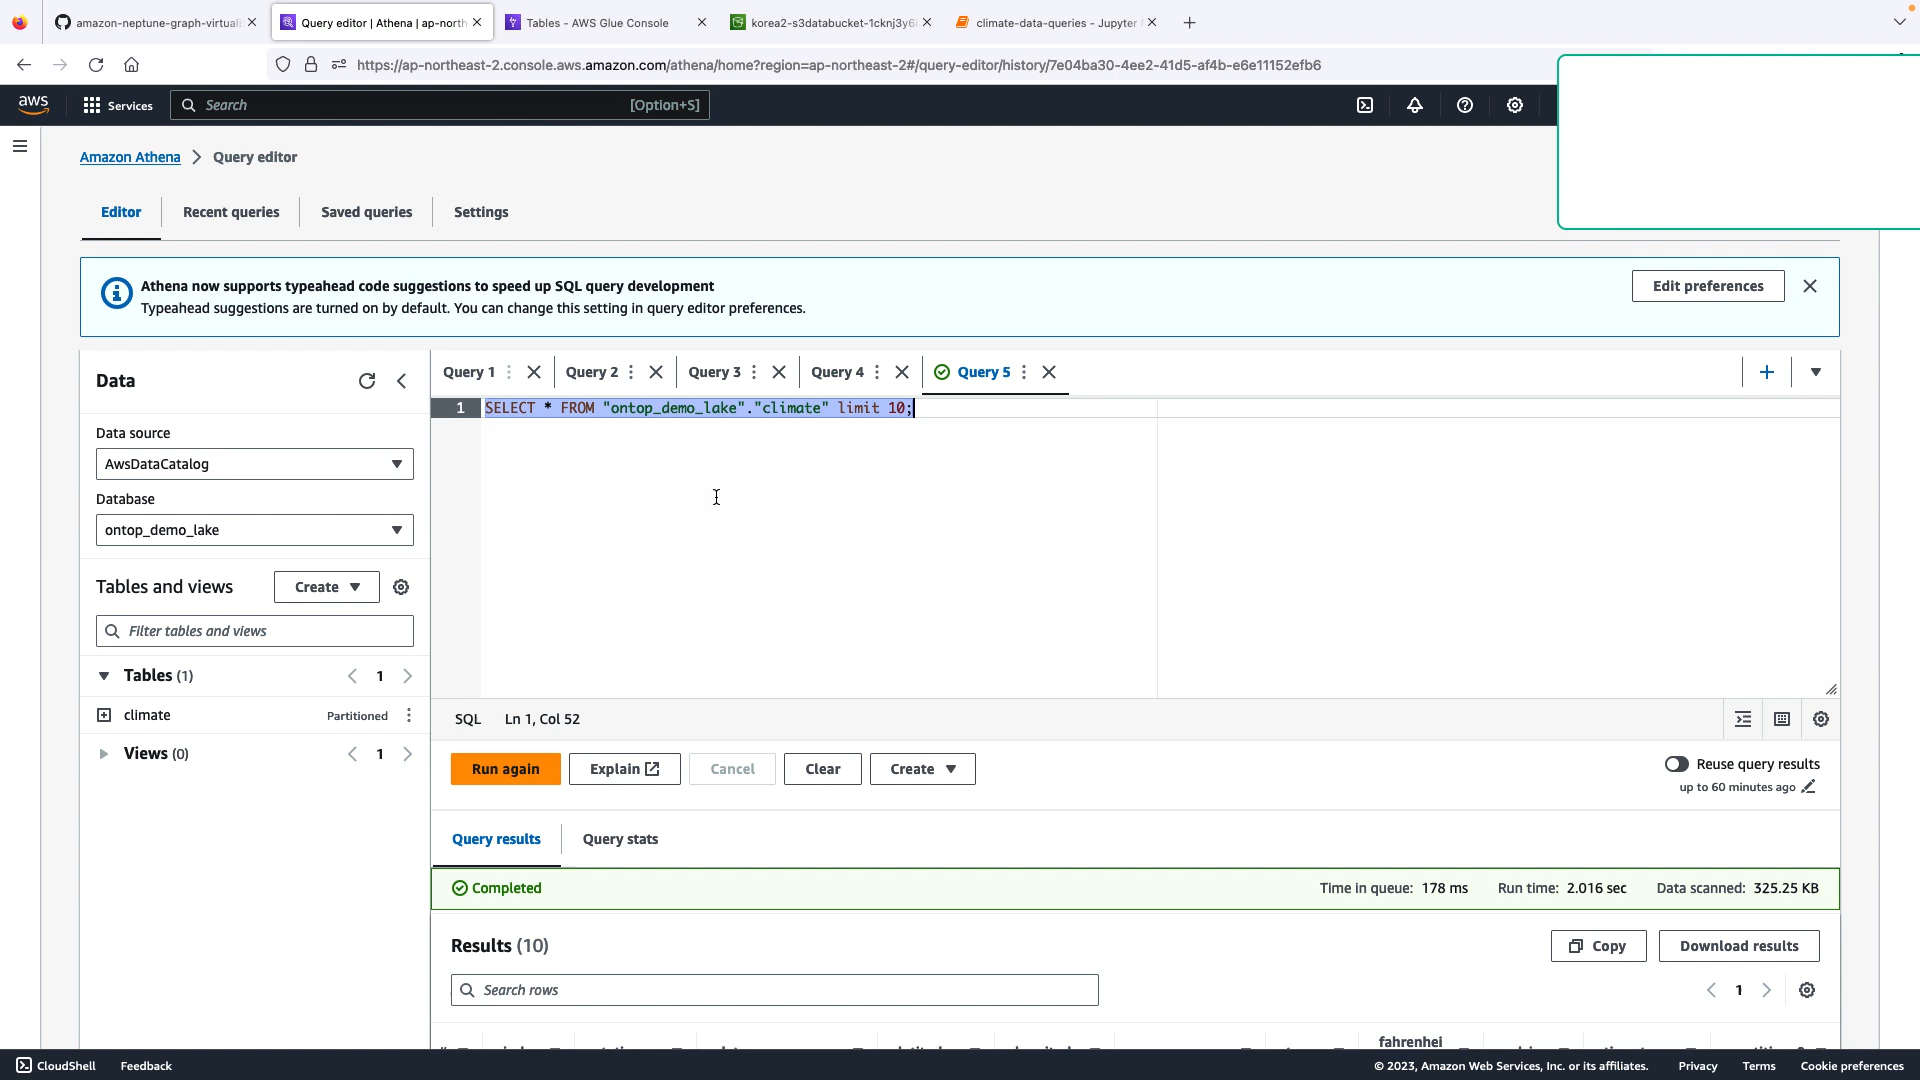 amazon-neptune-graph-virtuali
Query editor | Athena | ap-north
Tables - AWS Glue Console
korea2-s3databucket-1cknj3y6i
climate-data-queries - Jupyter
https://ap-northeast-2.console.aws.amazon.com/athena/home?region=ap-northeast-2#/query-editor/history/7e04ba30-4ee2-41d5-af4b-e6e11152efb6
aws
Services
Search
[Option+S]
Amazon Athena
Query editor
Editor
Recent queries
Saved queries
Settings
Athena now supports typeahead code suggestions to speed up SQL query development
Typeahead suggestions are turned on by default. You can change this setting in query editor preferences.
Edit preferences
Data
Data source
AwsDataCatalog
Database
ontop_demo_lake
Tables and views
Create
Filter tables and views
Tables (1)
1
climate
Partitioned
Views (0)
1
Query 1
Query 2
Query 3
Query 4
Query 5
1
SELECT * FROM "ontop_demo_lake"."climate" limit 10;
SQL
Ln 1, Col 52
Run again
Explain
Cancel
Clear
Create
Reuse query results
up to 60 minutes ago
Query results
Query stats
Completed
Time in queue: 178 ms
Run time: 2.016 sec
Data scanned: 325.25 KB
Results (10)
Copy
Download results
Search rows
1
fahrenhei
CloudShell
Feedback
© 2023, Amazon Web Services, Inc. or its affiliates.
Privacy
Terms
Cookie preferences